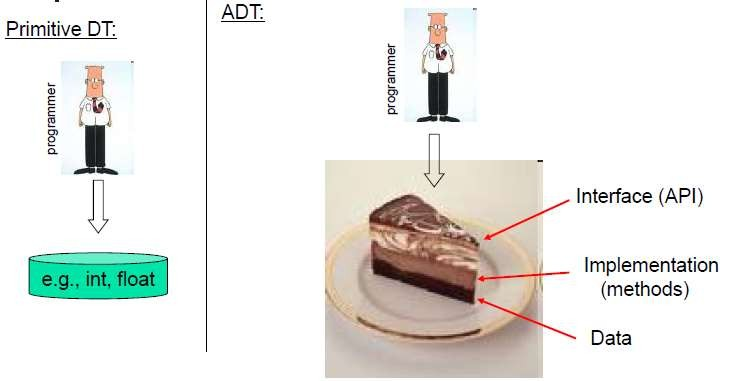 Primitive DT:
programmer
e.g., int, float
ADT:
programmer
Interface (API)
Implementation
(methods)
Data